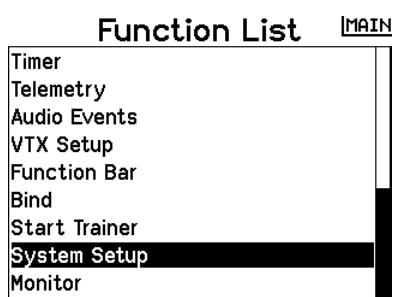 Function List
MAIN
Timer
Telemetry
Audio Events
VTX Setup
Function Bar
Bind
Start Trainer
System Setup
Monitor